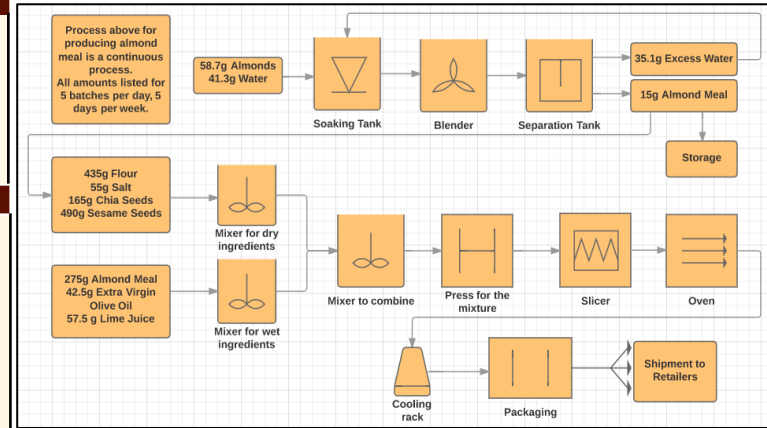 Process above for
producing almond
meal is a continuous
process.
All amounts listed for
5 batches per day, 5
days per week.
58.7g Almonds
41.3g Water
Soaking Tank
Blender
Separation Tank
35.1g Excess Water
15g Almond Meal
Storage
435g Flour
55g Salt
165g Chia Seeds
490g Sesame Seeds
Mixer for dry
ingredients
275g Almond Meal
42.5g Extra Virgin
Olive Oil
57.5 g Lime Juice
Mixer for wet
ingredients
Mixer to combine
Press for the
mixture
Slicer
Oven
Cooling
rack
Packaging
Shipment to
Retailers